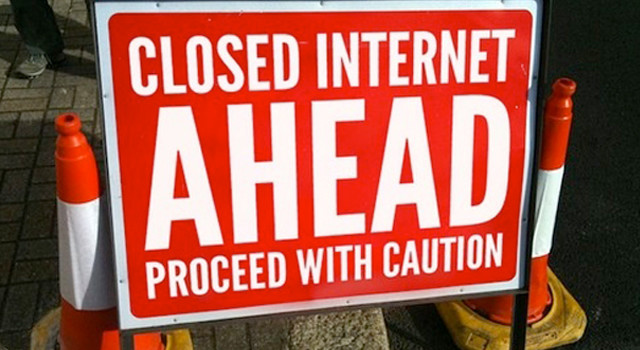 CLOSED INTERNET
AHEAD
PROCEED WITH CAUTION